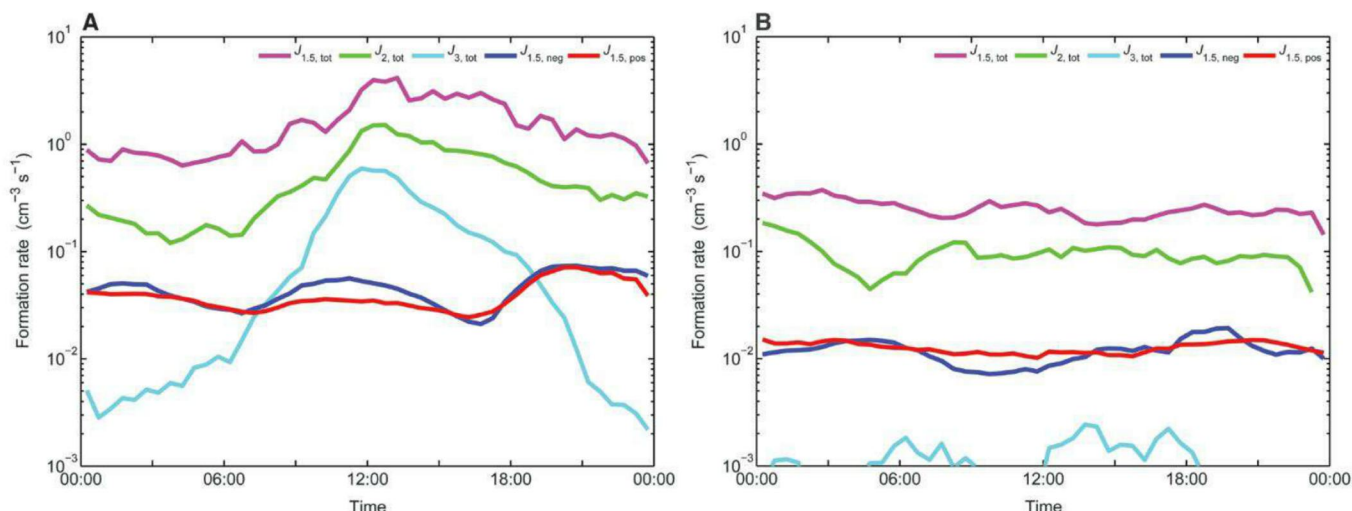 A
B
J1.5, tot J2, tot J3, tot J1.5, neg J1.5, pos
J1.5, tot J2, tot J3, tot J1.5, neg J1.5, pos
Formation rate (cm−3 s−1)
10^1
10^0
10^−1
10^−2
10^−3
00:00 06:00 12:00 18:00 00:00
Time
Formation rate (cm−3 s−1)
10^1
10^0
10^−1
10^−2
10^−3
00:00 06:00 12:00 18:00 00:00
Time